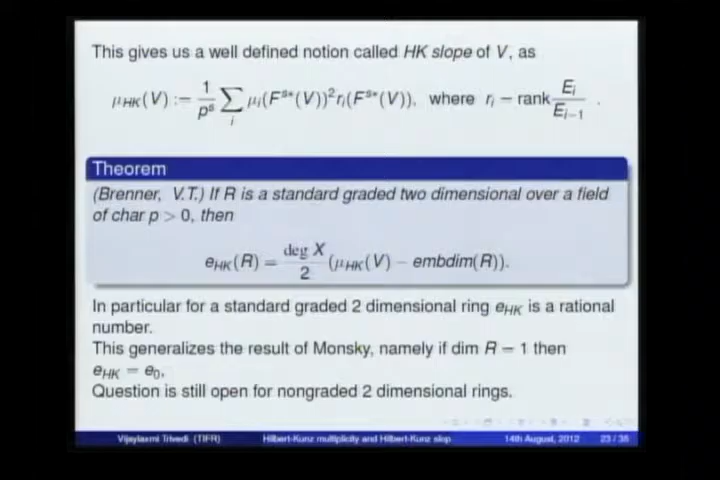 This gives us a well defined notion called HK slope of V, as
μ_HK(V) := 1/p^s ∑_i μ_i(F^{s*}(V))^2 r_i(F^{s*}(V)), where r_i − rank E_i/E_{i−1} .
Theorem
(Brenner, V.T.) If R is a standard graded two dimensional over a field
of char p > 0, then
e_HK(R) = deg X/2 (μ_HK(V) − embdim(R)).
In particular for a standard graded 2 dimensional ring e_HK is a rational
number.
This generalizes the result of Monsky, namely if dim R − 1 then
e_HK = e_0.
Question is still open for nongraded 2 dimensional rings.
Vijaylaxmi Trivedi (TIFR) Hilbert-Kunz multiplicity and Hilbert-Kunz slop 14th August, 2012 23 / 35